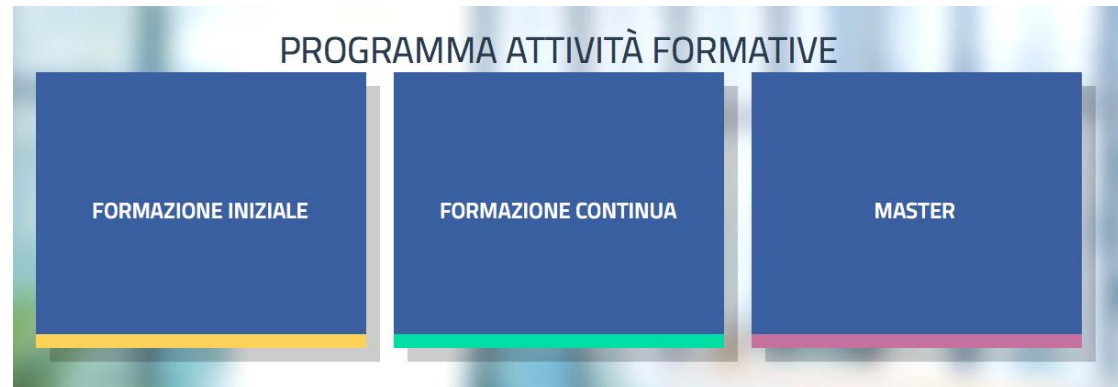 PROGRAMMA ATTIVITÀ FORMATIVE
FORMAZIONE INIZIALE
FORMAZIONE CONTINUA
MASTER